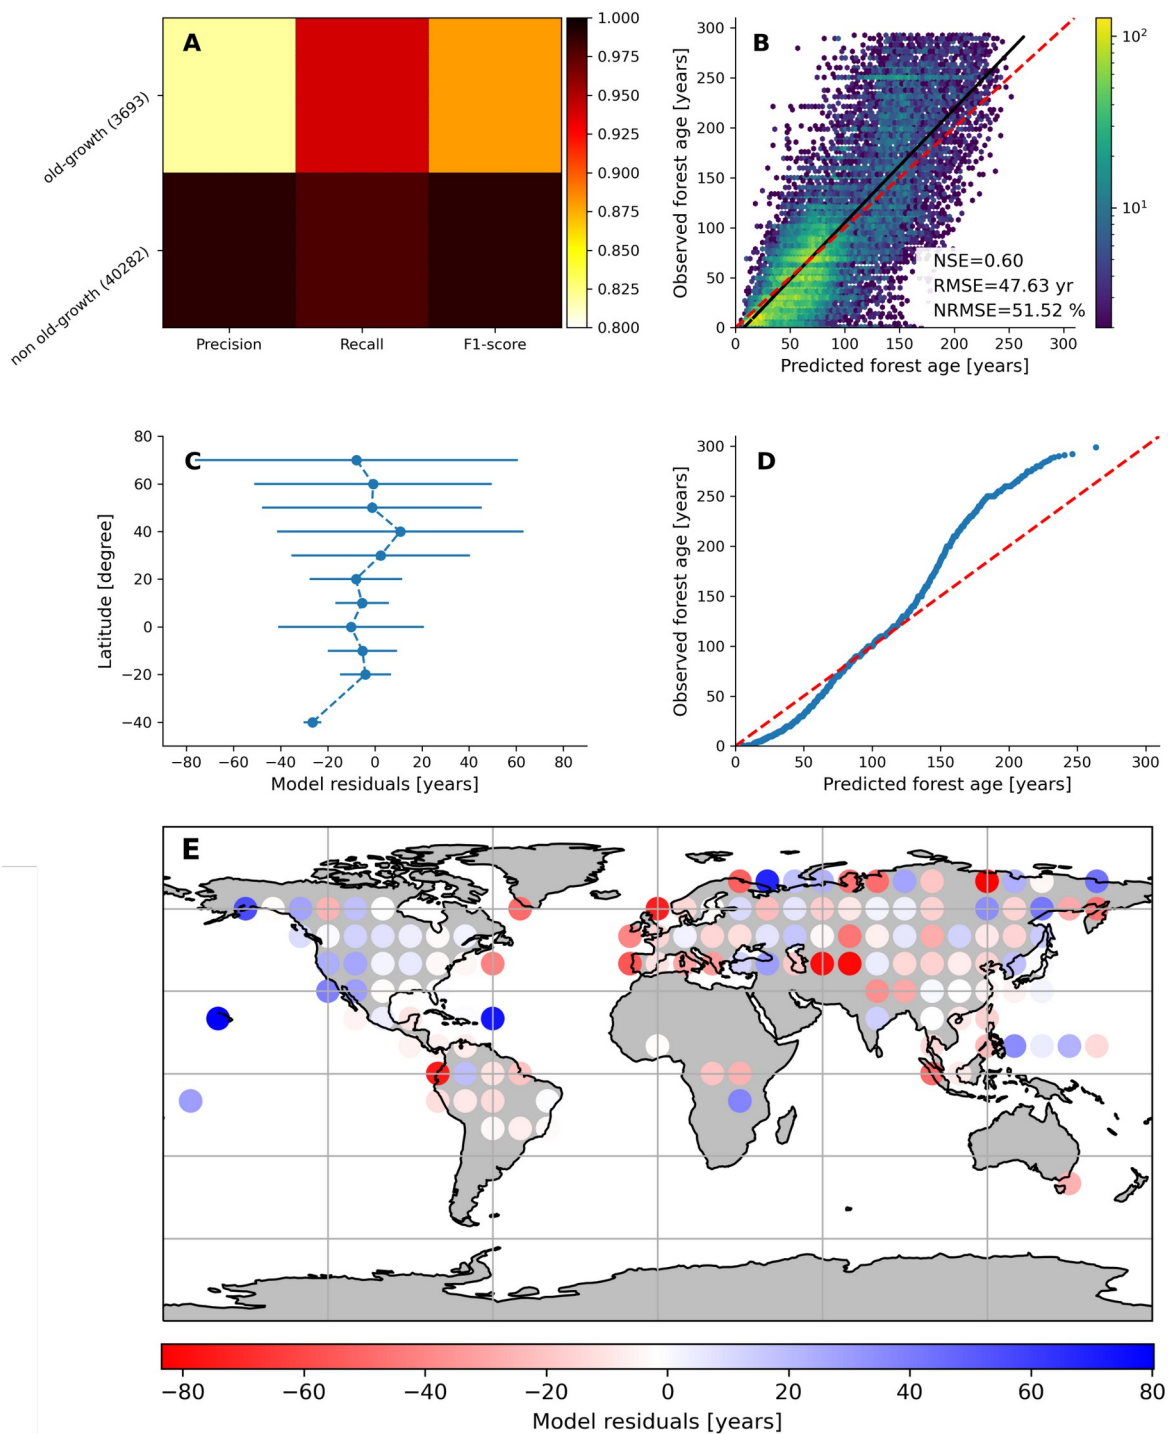 A
old-growth (3693)
non old-growth (40282)
Precision
Recall
F1-score
1.000
0.975
0.950
0.925
0.900
0.875
0.850
0.825
0.800
B
Observed forest age [years]
300
250
200
150
100
50
0
NSE=0.60
RMSE=47.63 yr
NRMSE=51.52 %
0 50 100 150 200 250 300
Predicted forest age [years]
10²
10¹
C
Latitude [degree]
80
60
40
20
0
−20
−40
−80 −60 −40 −20 0 20 40 60 80
Model residuals [years]
D
Observed forest age [years]
300
250
200
150
100
50
0
0 50 100 150 200 250 300
Predicted forest age [years]
E
−80 −60 −40 −20 0 20 40 60 80
Model residuals [years]